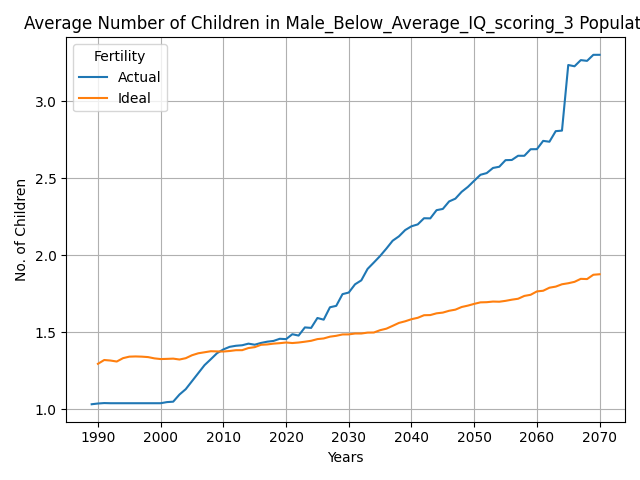 Average Number of Children in Male_Below_Average_IQ_scoring_3 Populat
Fertility
Actual
Ideal
3.0
2.5
2.0
1.5
1.0
No. of Children
1990 2000 2010 2020 2030 2040 2050 2060 2070
Years